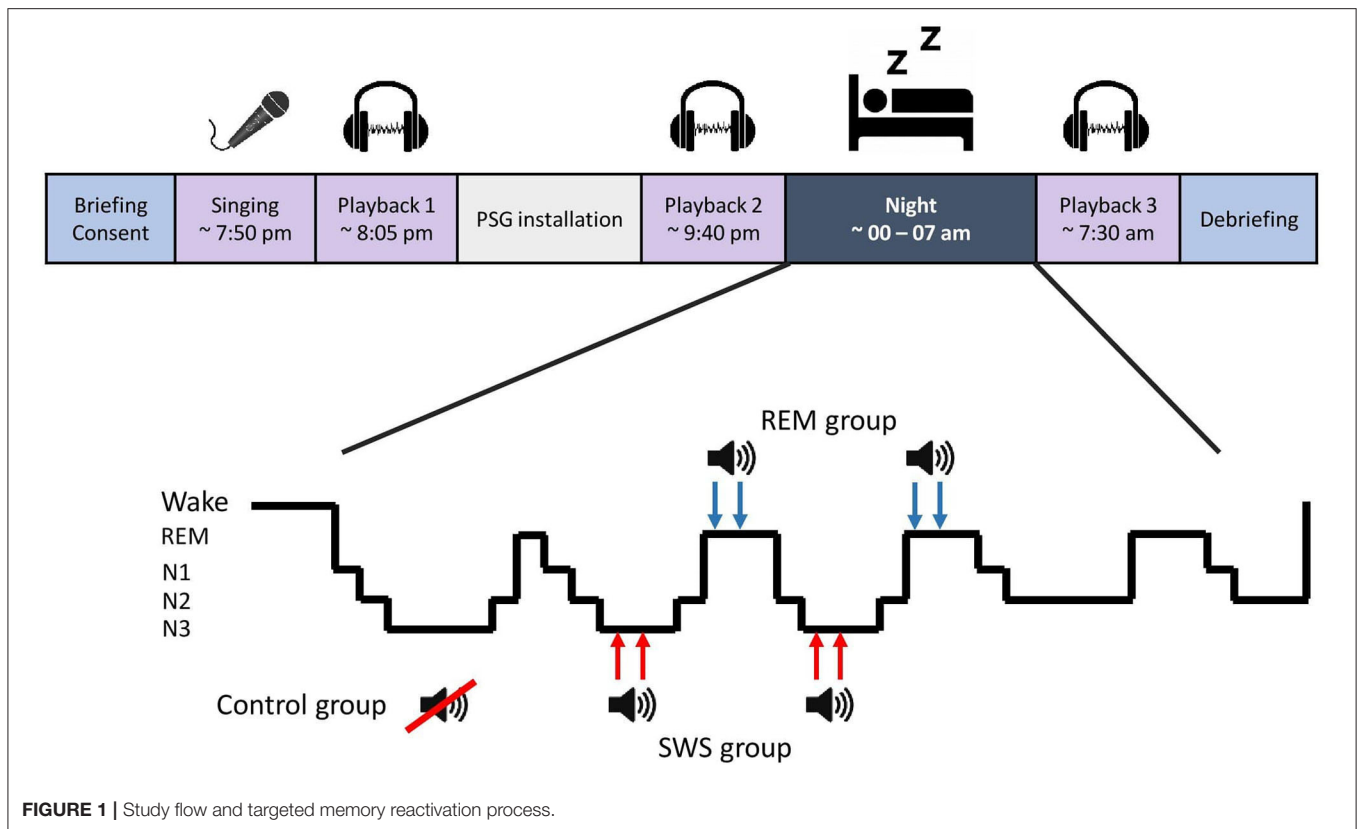 Z
Z
Briefing
Consent
Singing
~ 7:50 pm
Playback 1
~ 8:05 pm
PSG installation
Playback 2
~ 9:40 pm
Night
~ 00 – 07 am
Playback 3
~ 7:30 am
Debriefing
REM group
Wake
REM
N1
N2
N3
Control group
SWS group
FIGURE 1 | Study flow and targeted memory reactivation process.